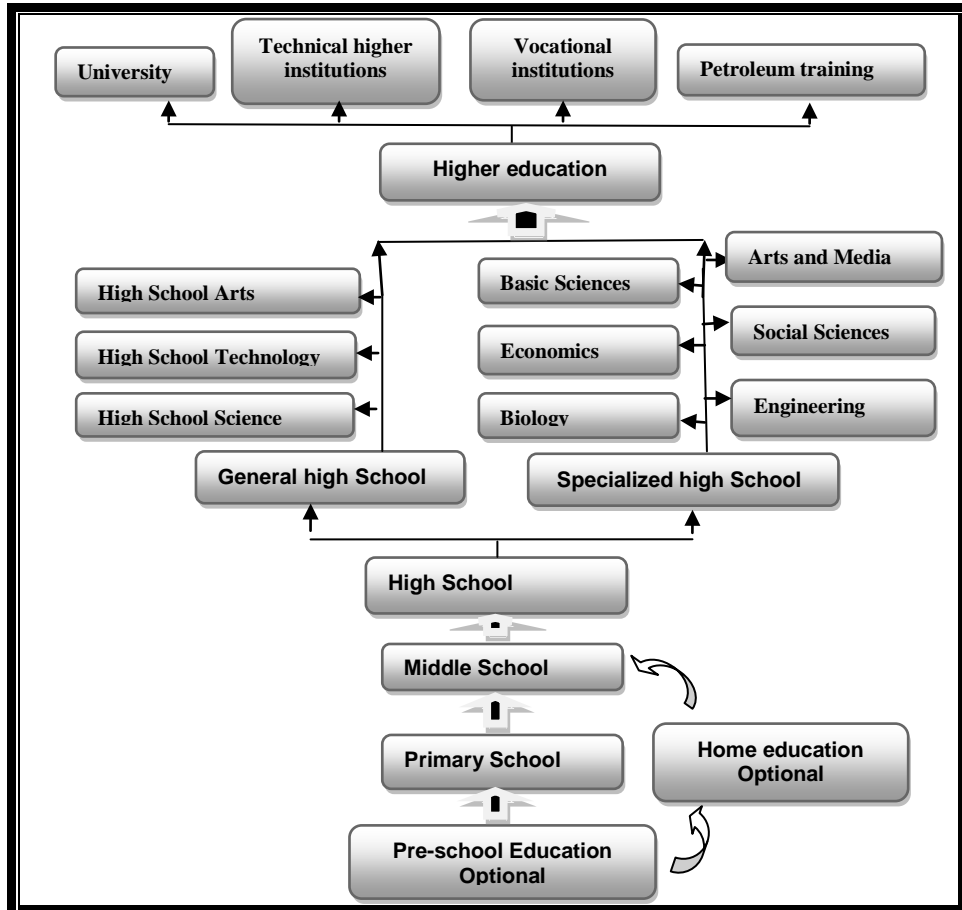 University
Technical higher
institutions
Vocational
institutions
Petroleum training
Higher education
Arts and Media
Basic Sciences
High School Arts
Social Sciences
Economics
High School Technology
Engineering
Biology
High School Science
General high School
Specialized high School
High School
Middle School
Primary School
Home education
Optional
Pre-school Education
Optional